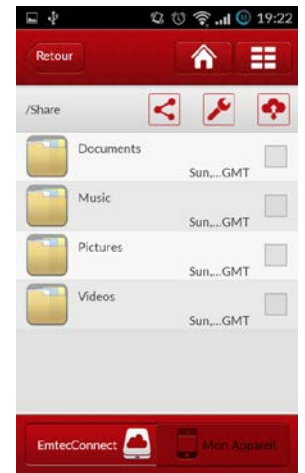 19:22
Retour
/Share
Documents
Sun,...GMT
Music
Sun,...GMT
Pictures
Sun,...GMT
Videos
Sun,...GMT
EmtecConnect
Mon Appareil